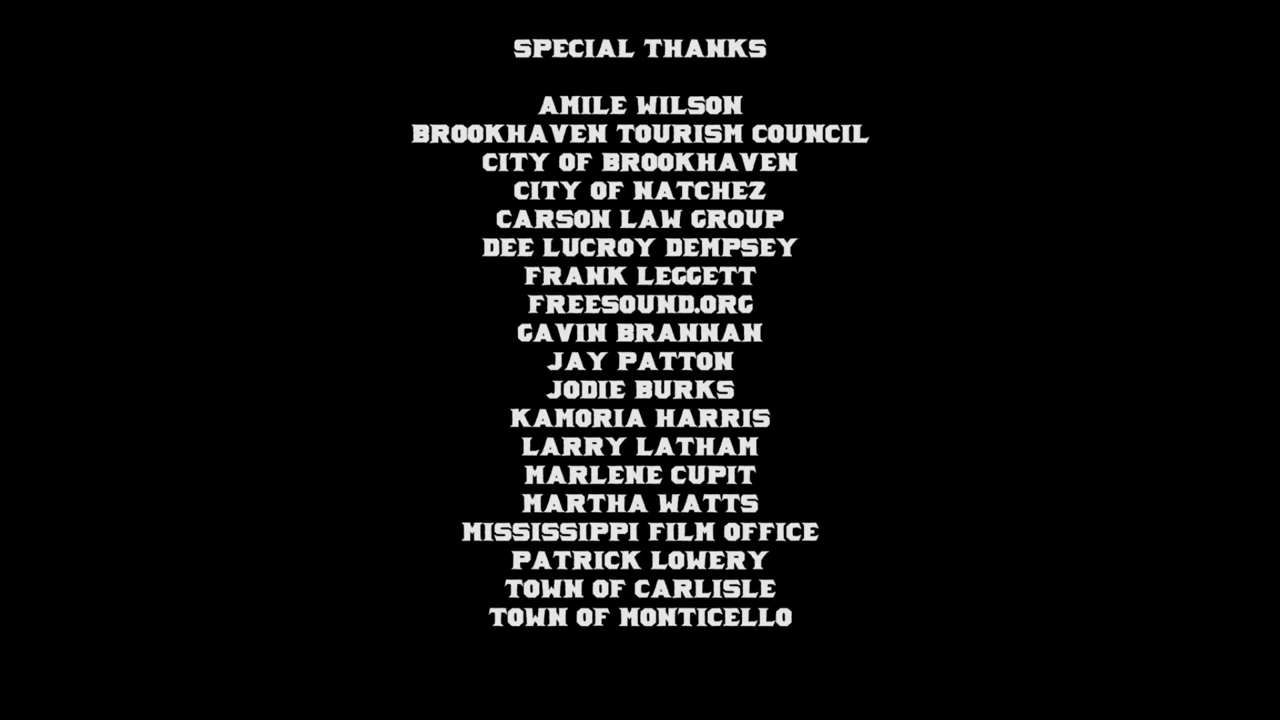 SPECIAL THANKS
AMILE WILSON
BROOKHAVEN TOURISM COUNCIL
CITY OF BROOKHAVEN
CITY OF NATCHEZ
CARSON LAW GROUP
DEE LUCROY DEMPSEY
FRANK LEGGETT
FREESOUND.ORG
GAVIN BRANNAN
JAY PATTON
JODIE BURKS
KAMORIA HARRIS
LARRY LATHAM
MARLENE CUPIT
MARTHA WATTS
MISSISSIPPI FILM OFFICE
PATRICK LOWERY
TOWN OF CARLISLE
TOWN OF MONTICELLO